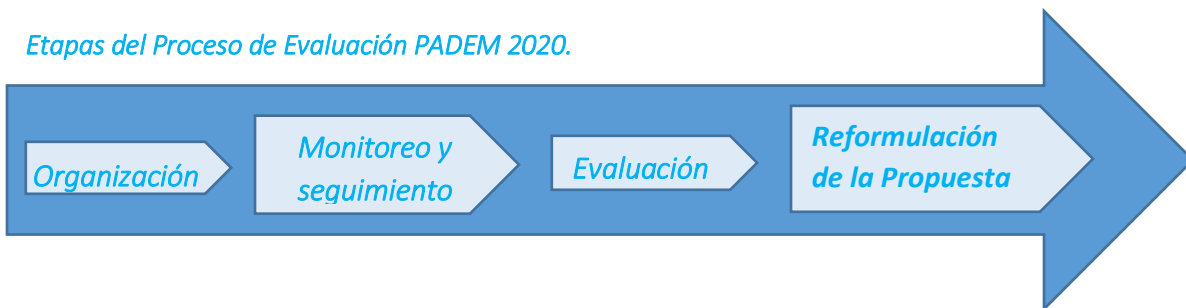 Etapas del Proceso de Evaluación PADEM 2020.
Organización
Monitoreo y
seguimiento
Evaluación
Reformulación
de la Propuesta